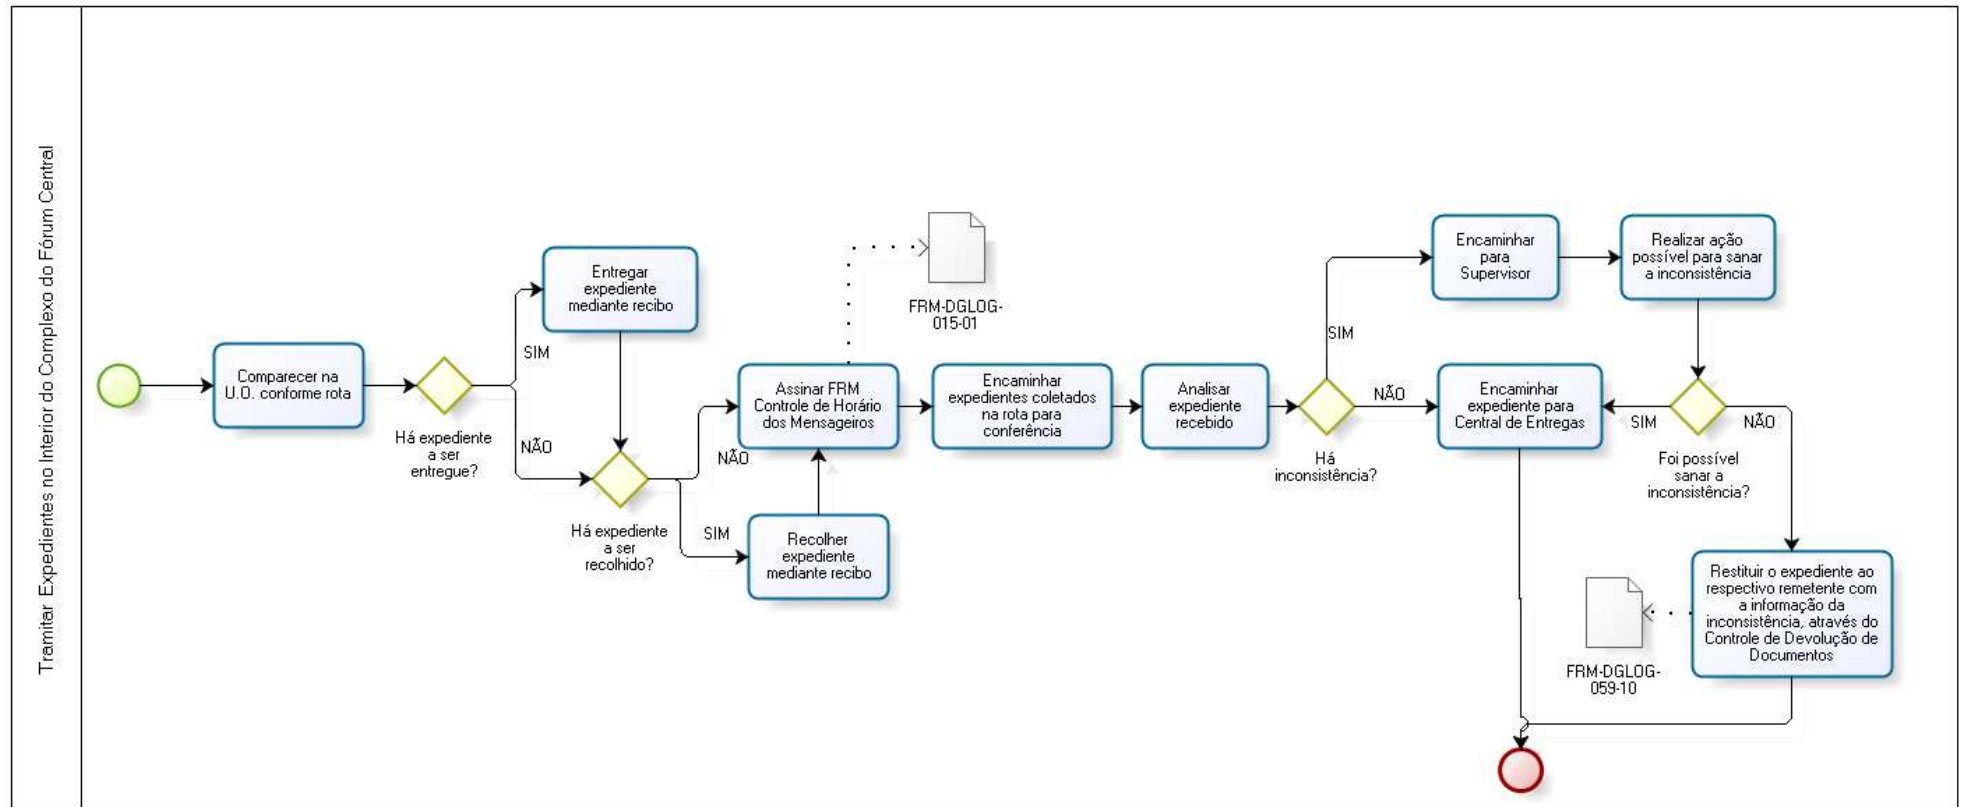 Tramitar Expedientes no Interior do Complexo do Fórum Central
Comparecer na
U.O. conforme rota
Há expediente
a ser
entregue?
SIM
NÃO
Entregar
expediente
mediante recibo
Há expediente
a ser
recolhido?
NÃO
SIM
Recolher
expediente
mediante recibo
Assinar FRM
Controle de Horário
dos Mensageiros
FRM-DGLOG-
015-01
Encaminhar
expedientes coletados
na rota para
conferência
Analisar
expediente
recebido
Há
inconsistência?
SIM
NÃO
Encaminhar
para
Supervisor
Realizar ação
possível para sanar
a inconsistência
Encaminhar
expediente para
Central de Entregas
SIM
NÃO
Foi possível
sanar a
inconsistência?
Restituir o expediente ao
respectivo remetente com
a informação da
inconsistência, através do
Controle de Devolução de
Documentos
FRM-DGLOG-
059-10